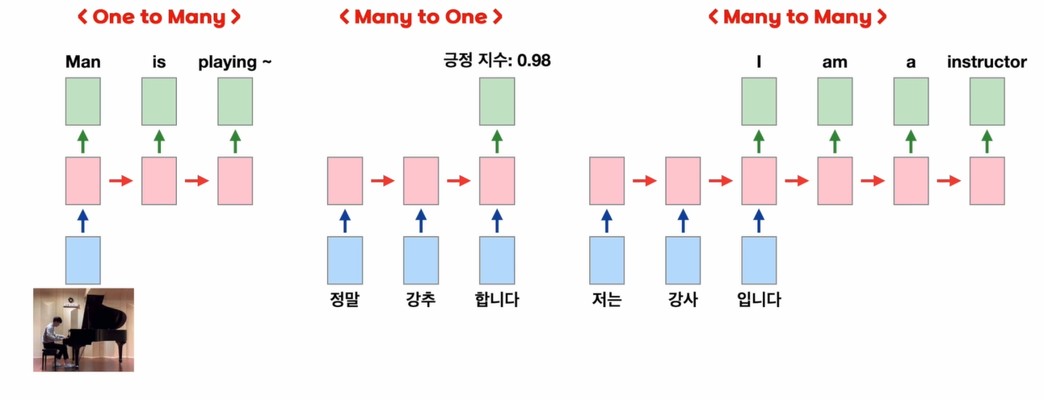 < One to Many >
Man is playing ~
< Many to One >
긍정 지수: 0.98
정말 강추 합니다
< Many to Many >
I am a instructor
저는 강사 입니다